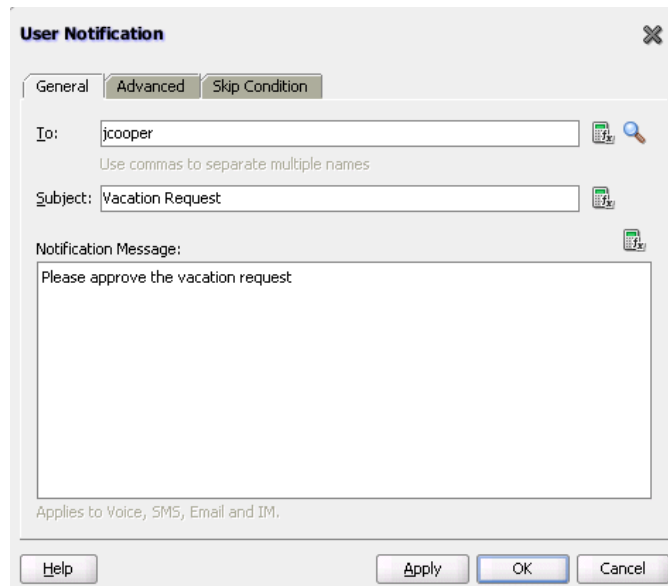 User Notification
General Advanced Skip Condition
To: jcooper
Use commas to separate multiple names
Subject: Vacation Request
Notification Message:
Please approve the vacation request
Applies to Voice, SMS, Email and IM.
Help Apply OK Cancel